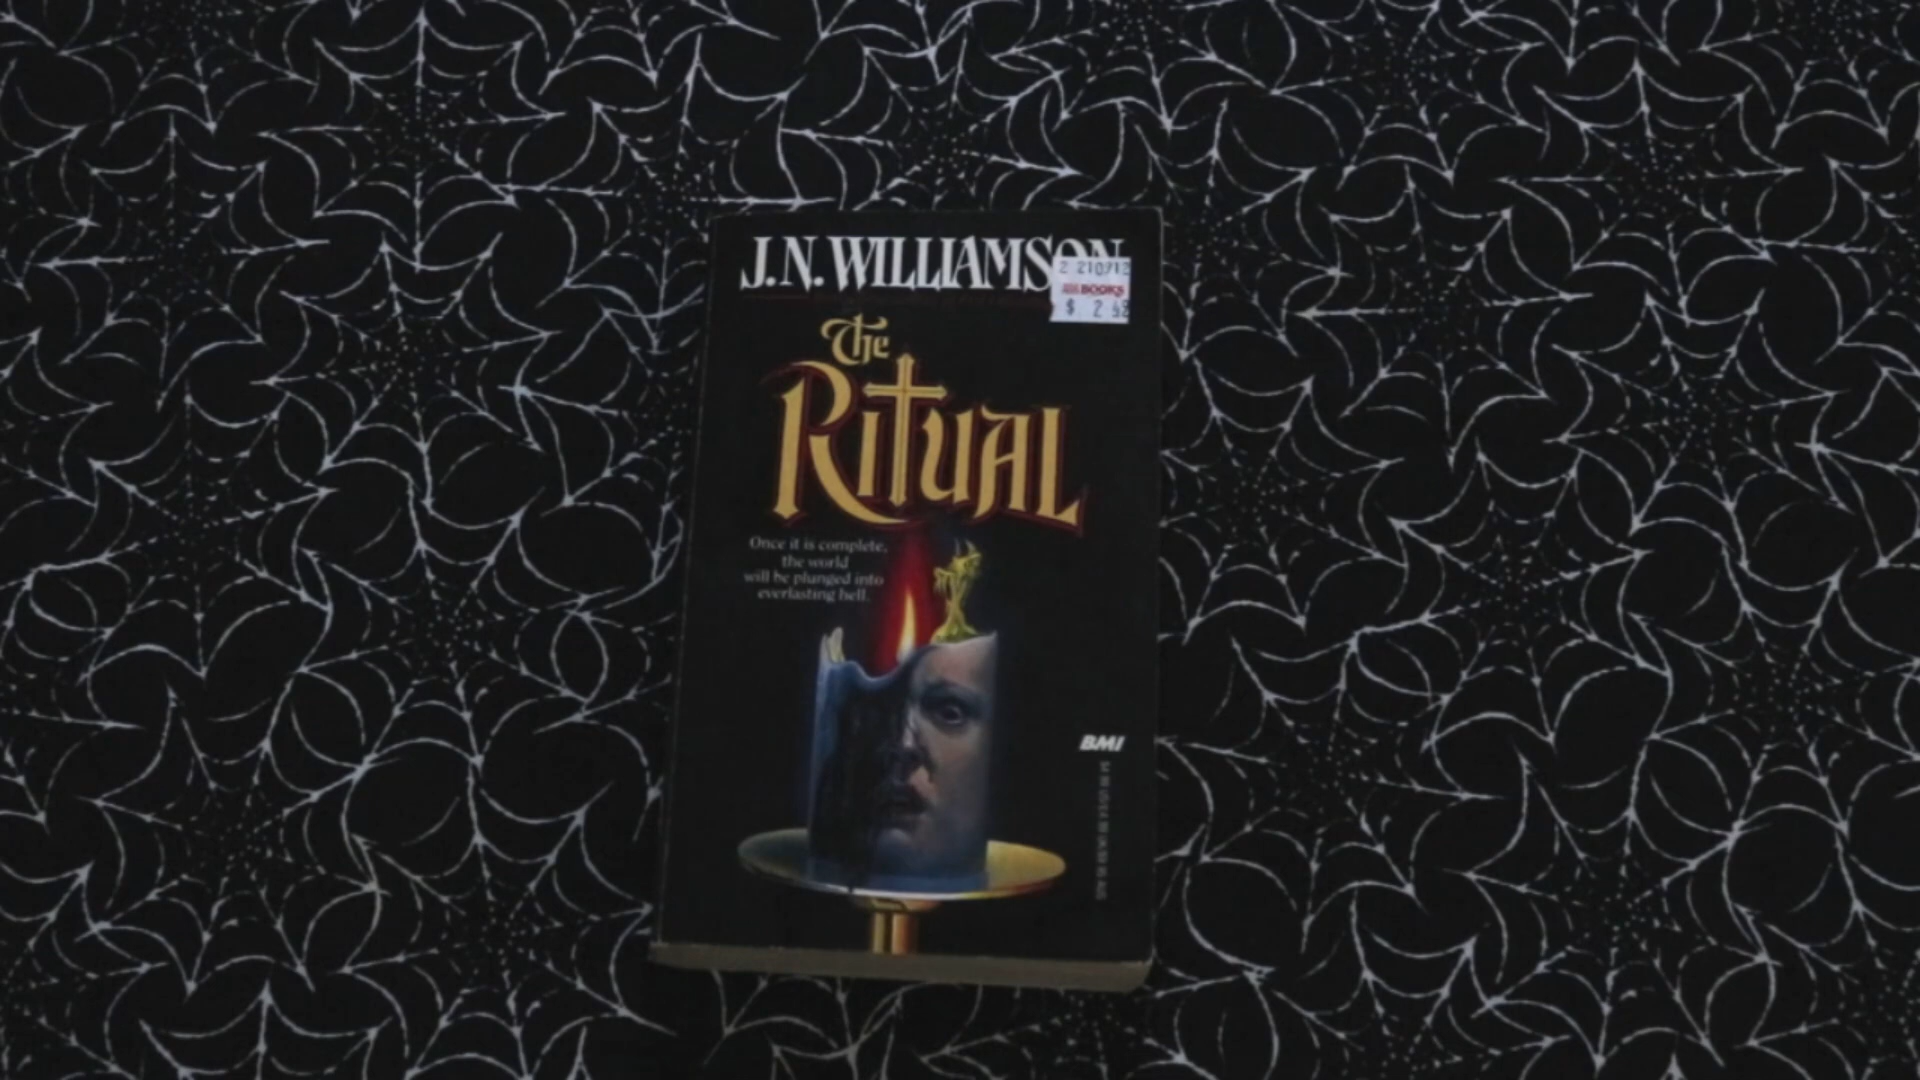 J.N. WILLIAMSON
2 210712
BOOKS
$ 2
The
RITUAL
Once it is complete,
the world
will be plunged into
everlasting hell.
BMI